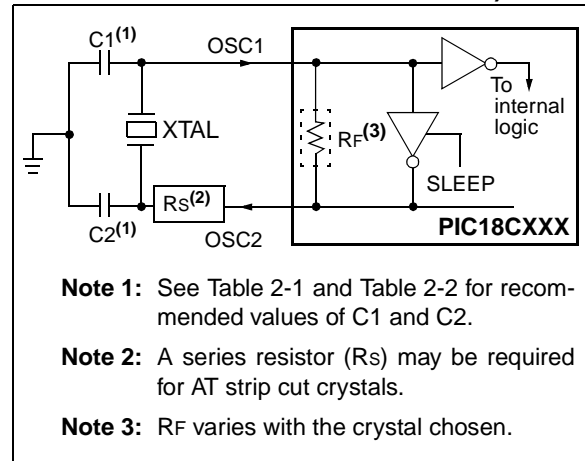 C1(1)
OSC1
To
internal
logic
XTAL
RF(3)
SLEEP
RS(2)
C2(1)
OSC2
PIC18CXXX
Note 1: See Table 2-1 and Table 2-2 for recom-
mended values of C1 and C2.
Note 2: A series resistor (RS) may be required
for AT strip cut crystals.
Note 3: RF varies with the crystal chosen.